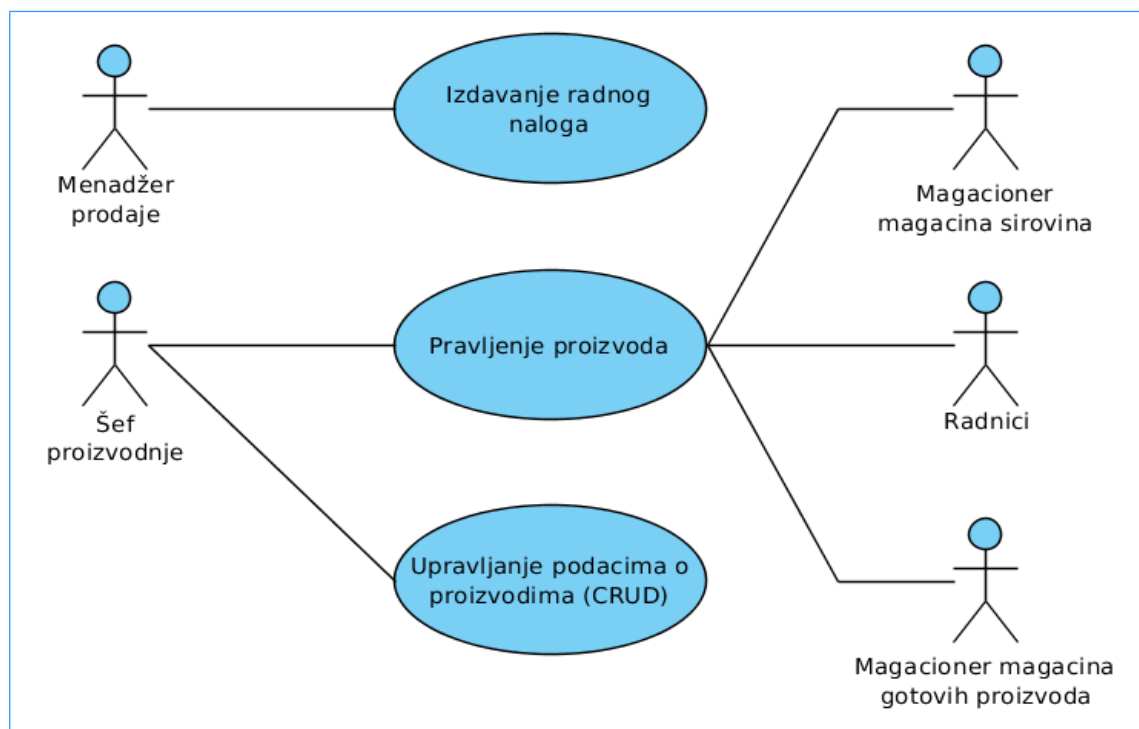 Izdavanje radnog
naloga
Menadžer
prodaje
Magacioner
magacina sirovina
Pravljenje proizvoda
Šef
proizvodnje
Radnici
Upravljanje podacima o
proizvodima (CRUD)
Magacioner magacina
gotovih proizvoda